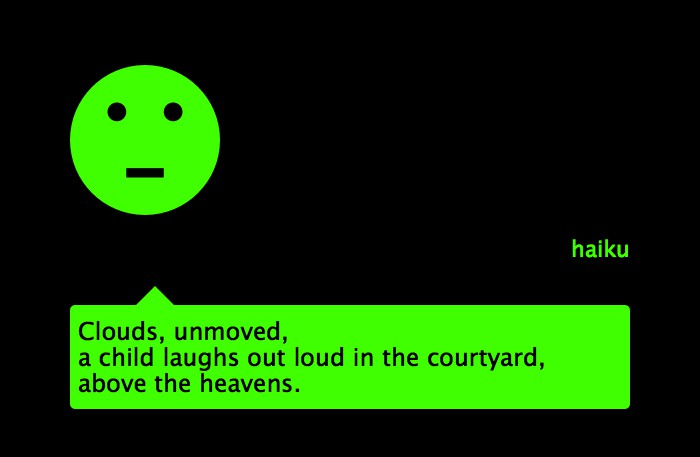 haiku
Clouds, unmoved,
a child laughs out loud in the courtyard,
above the heavens.